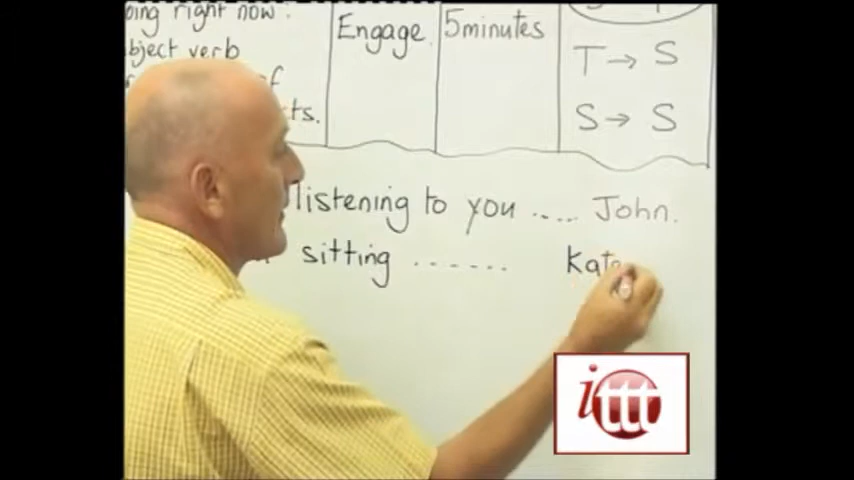 oing right now.
bject verb
ts.
Engage
5minutes
T → S
S → S
listening to you ..... John.
sitting ....... Kat
ittt